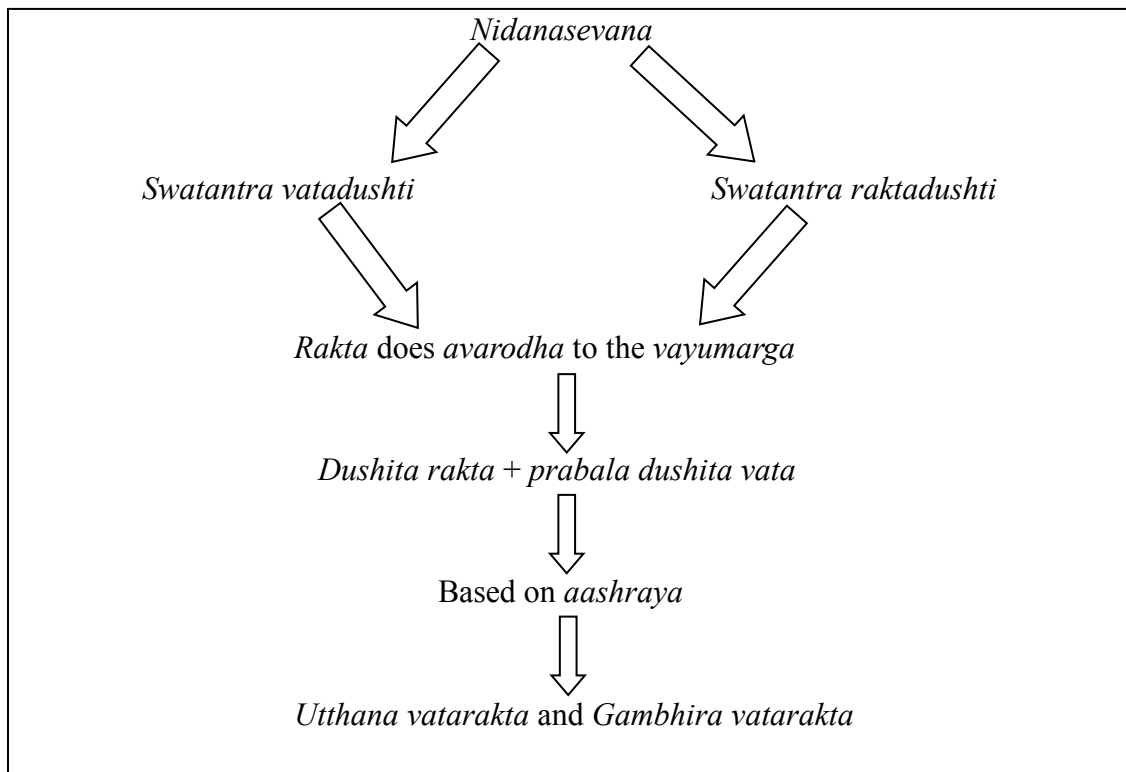 Nidanasevana
Swatantra vatadushti
Swatantra raktadushti
Rakta does avarodha to the vayumarga
Dushita rakta + prabala dushita vata
Based on aashraya
Utthana vatarakta and Gambhira vatarakta